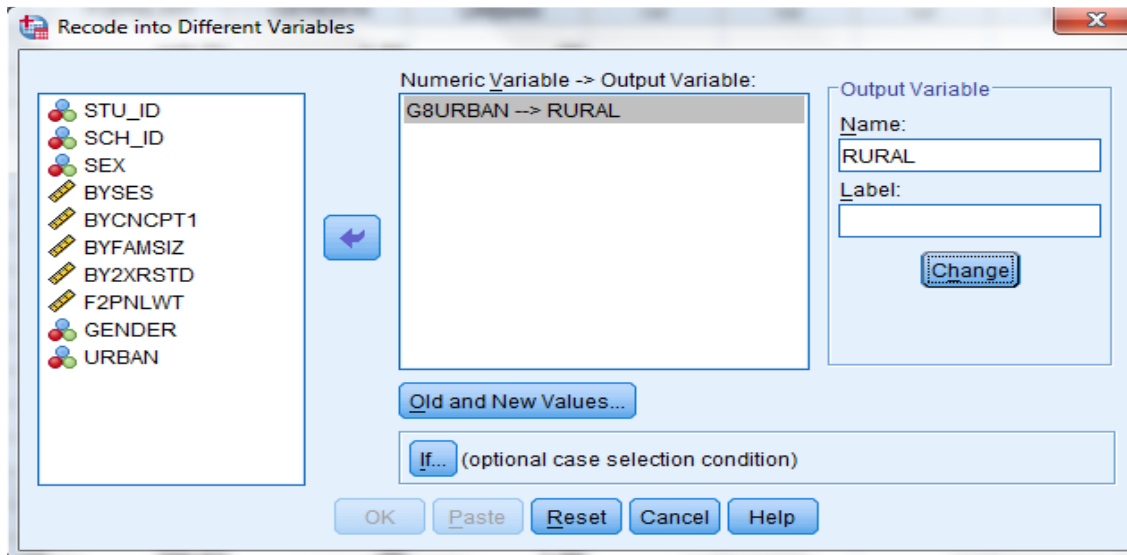 Recode into Different Variables
STU_ID
SCH_ID
SEX
BYSES
BYCNCPT1
BYFAMSIZ
BY2XRSTD
F2PNLWT
GENDER
URBAN
Numeric Variable -> Output Variable:
G8URBAN --> RURAL
Output Variable
Name:
RURAL
Label:
Change
Old and New Values...
If... (optional case selection condition)
OK Paste Reset Cancel Help